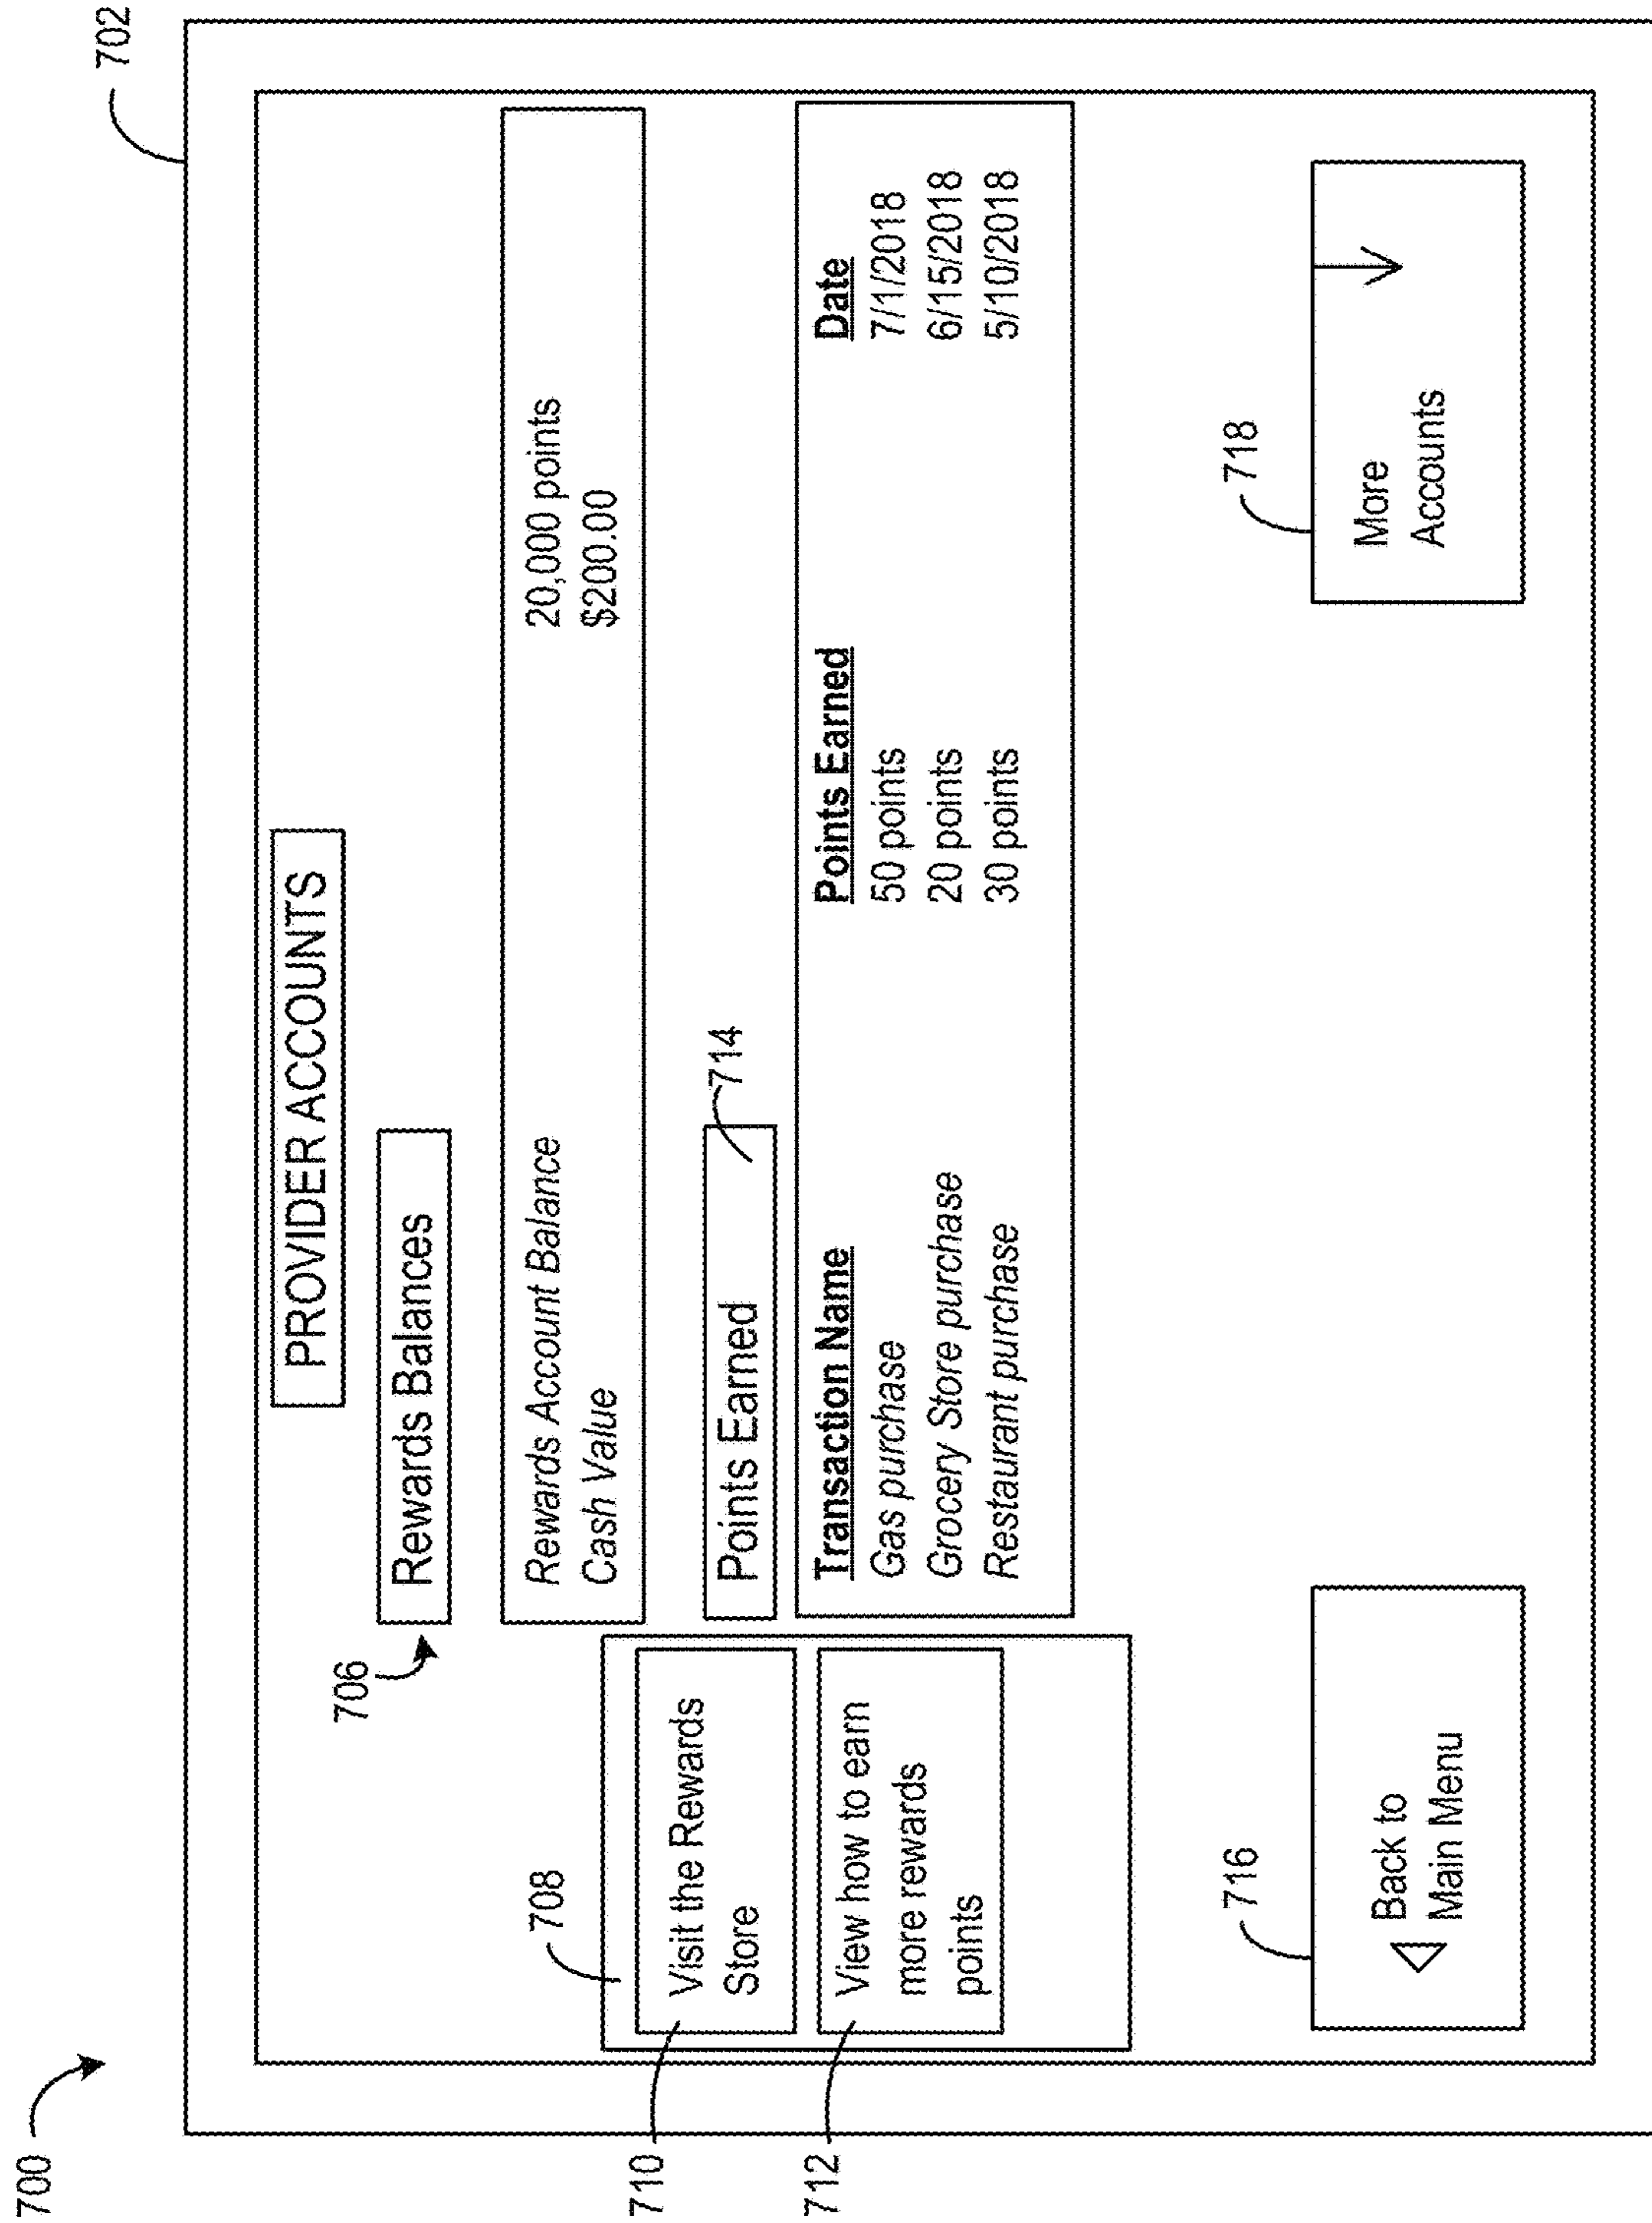 700
702
PROVIDER ACCOUNTS
706
Rewards Balances
Rewards Account Balance 20,000 points
Cash Value $200.00
708
710
Visit the Rewards
Store
712
View how to earn
more rewards
points
Points Earned
714
Transaction Name Points Earned Date
Gas purchase 50 points 7/1/2018
Grocery Store purchase 20 points 6/15/2018
Restaurant purchase 30 points 5/10/2018
716
Back to
Main Menu
718
More
Accounts